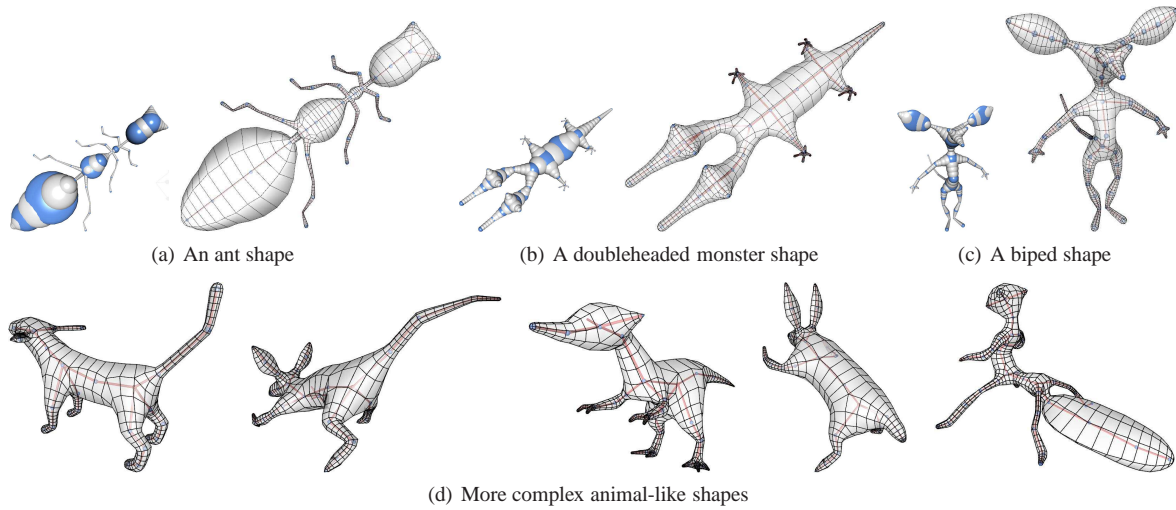 (a) An ant shape
(b) A doubleheaded monster shape
(c) A biped shape
(d) More complex animal-like shapes